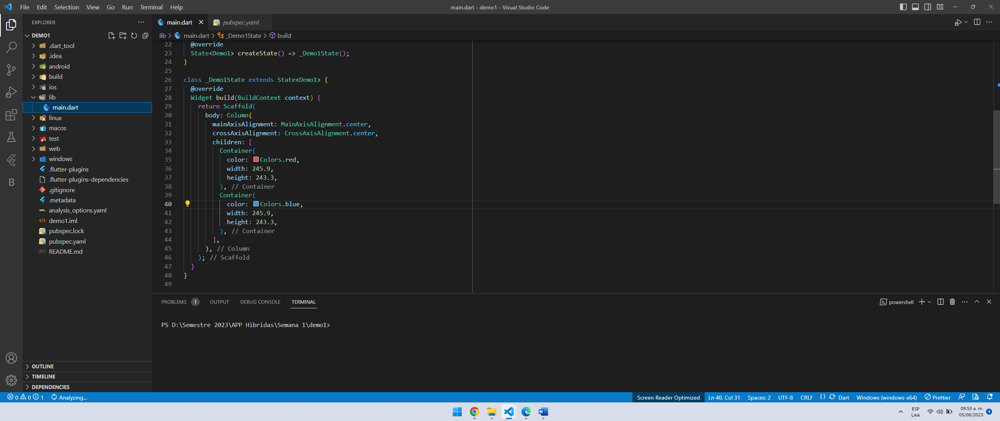 File Edit Selection View Go Run Terminal Help
main.dart - demo1 - Visual Studio Code
EXPLORER
DEMO1
.dart_tool
.idea
android
build
ios
lib
main.dart
linux
macos
test
web
windows
.flutter-plugins
.flutter-plugins-dependencies
.gitignore
.metadata
analysis_options.yaml
demo1.iml
pubspec.lock
pubspec.yaml
README.md
OUTLINE
TIMELINE
DEPENDENCIES
main.dart pubspec.yaml
lib > main.dart > _Demo1State > build
22 @override
23 State<Demo1> createState() => _Demo1State();
24 }
25
26 class _Demo1State extends State<Demo1> {
27 @override
28 Widget build(BuildContext context) {
29 return Scaffold(
30 body: Column(
31 mainAxisAlignment: MainAxisAlignment.center,
32 crossAxisAlignment: CrossAxisAlignment.center,
33 children: [
34 Container(
35 color: Colors.red,
36 width: 245.9,
37 height: 243.3,
38 ), // Container
39 Container(
40 color: Colors.blue,
41 width: 245.9,
42 height: 243.3,
43 ), // Container
44 ],
45 ), // Column
46 ); // Scaffold
47 }
48 }
49
PROBLEMS 1 OUTPUT DEBUG CONSOLE TERMINAL
powershell
PS D:\Semestre 2023\APP Hibridas\Semana 1\demo1>
0 0 1 Analyzing...
Screen Reader Optimized Ln 40, Col 31 Spaces: 2 UTF-8 CRLF {} Dart Windows (windows-x64) Prettier
ESP
LAA
09:55 a. m.
05/06/2023
4